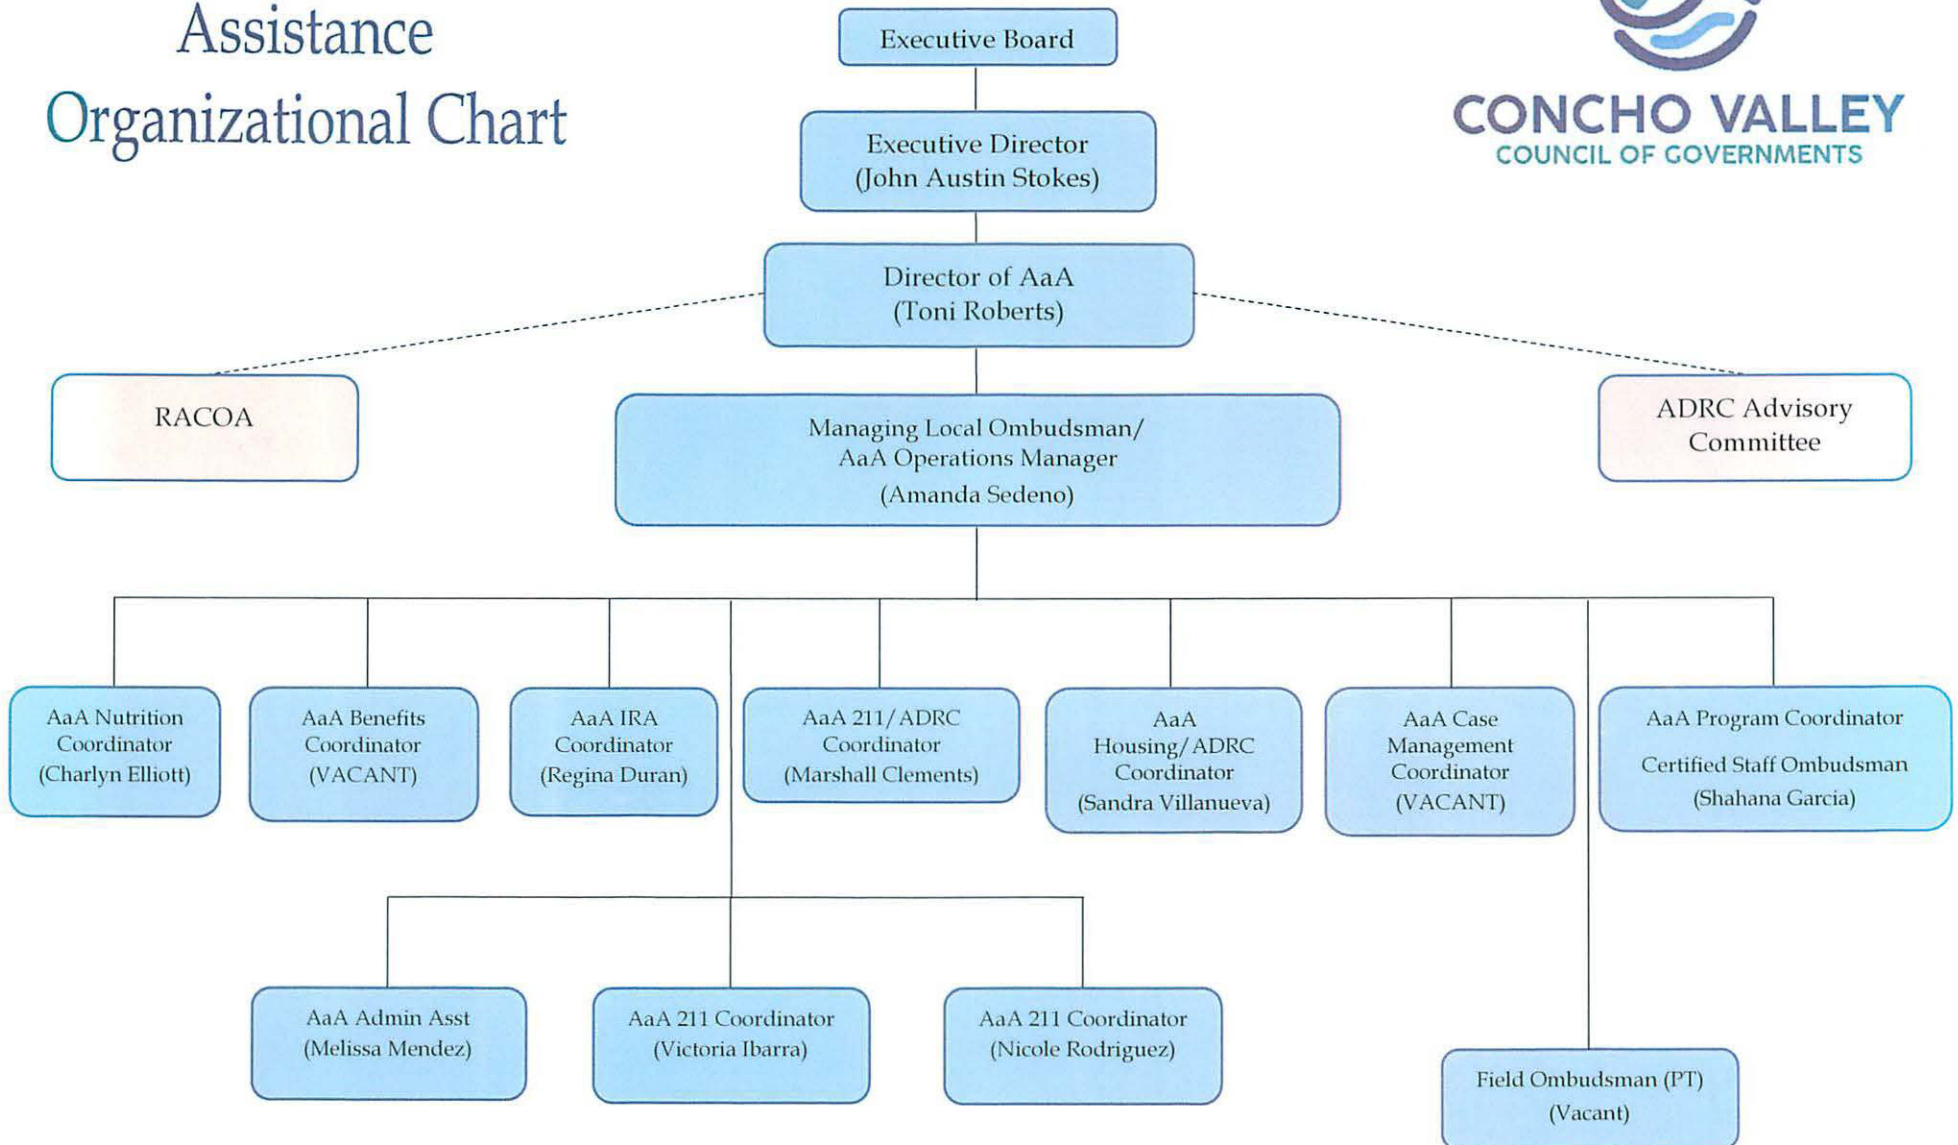 Assistance
Organizational Chart
Executive Board
CONCHO VALLEY
COUNCIL OF GOVERNMENTS
Executive Director
(John Austin Stokes)
Director of AaA
(Toni Roberts)
RACOA
Managing Local Ombudsman/
AaA Operations Manager
(Amanda Sedeno)
ADRC Advisory
Committee
AaA Nutrition
Coordinator
(Charlyn Elliott)
AaA Benefits
Coordinator
(VACANT)
AaA IRA
Coordinator
(Regina Duran)
AaA 211/ADRC
Coordinator
(Marshall Clements)
AaA
Housing/ADRC
Coordinator
(Sandra Villanueva)
AaA Case
Management
Coordinator
(VACANT)
AaA Program Coordinator
Certified Staff Ombudsman
(Shahana Garcia)
AaA Admin Asst
(Melissa Mendez)
AaA 211 Coordinator
(Victoria Ibarra)
AaA 211 Coordinator
(Nicole Rodriguez)
Field Ombudsman (PT)
(Vacant)